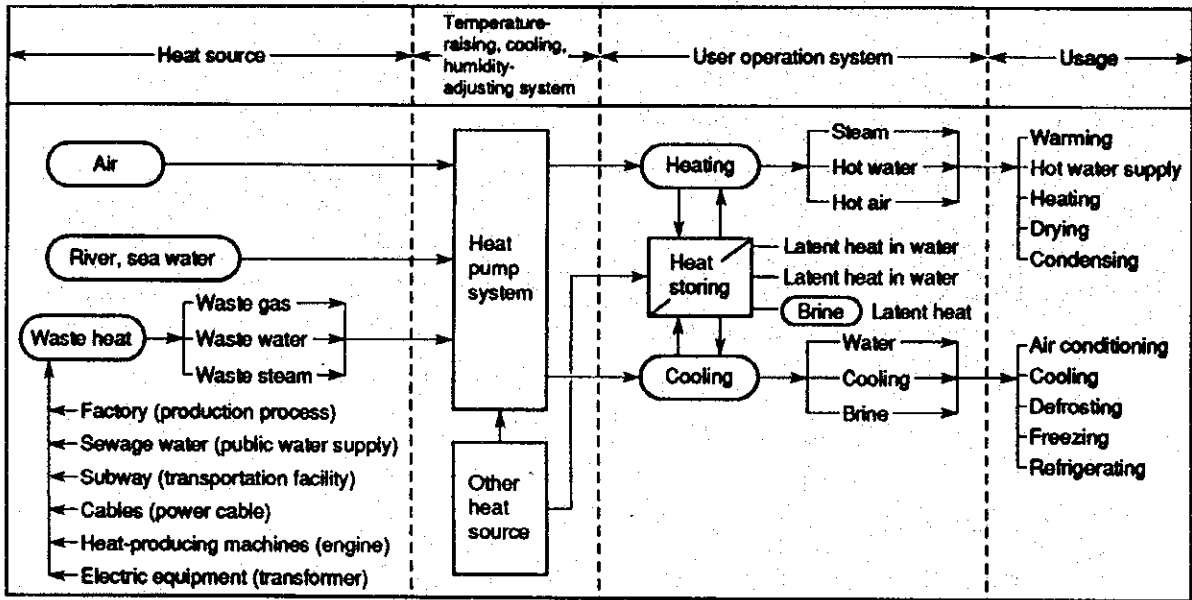 Heat source
Temperature-
raising, cooling,
humidity-
adjusting system
User operation system
Usage
Air
River, sea water
Waste heat
Waste gas
Waste water
Waste steam
Factory (production process)
Sewage water (public water supply)
Subway (transportation facility)
Cables (power cable)
Heat-producing machines (engine)
Electric equipment (transformer)
Heat
pump
system
Other
heat
source
Heating
Steam
Hot water
Hot air
Heat
storing
Latent heat in water
Latent heat in water
Brine Latent heat
Cooling
Water
Cooling
Brine
Warming
Hot water supply
Heating
Drying
Condensing
Air conditioning
Cooling
Defrosting
Freezing
Refrigerating